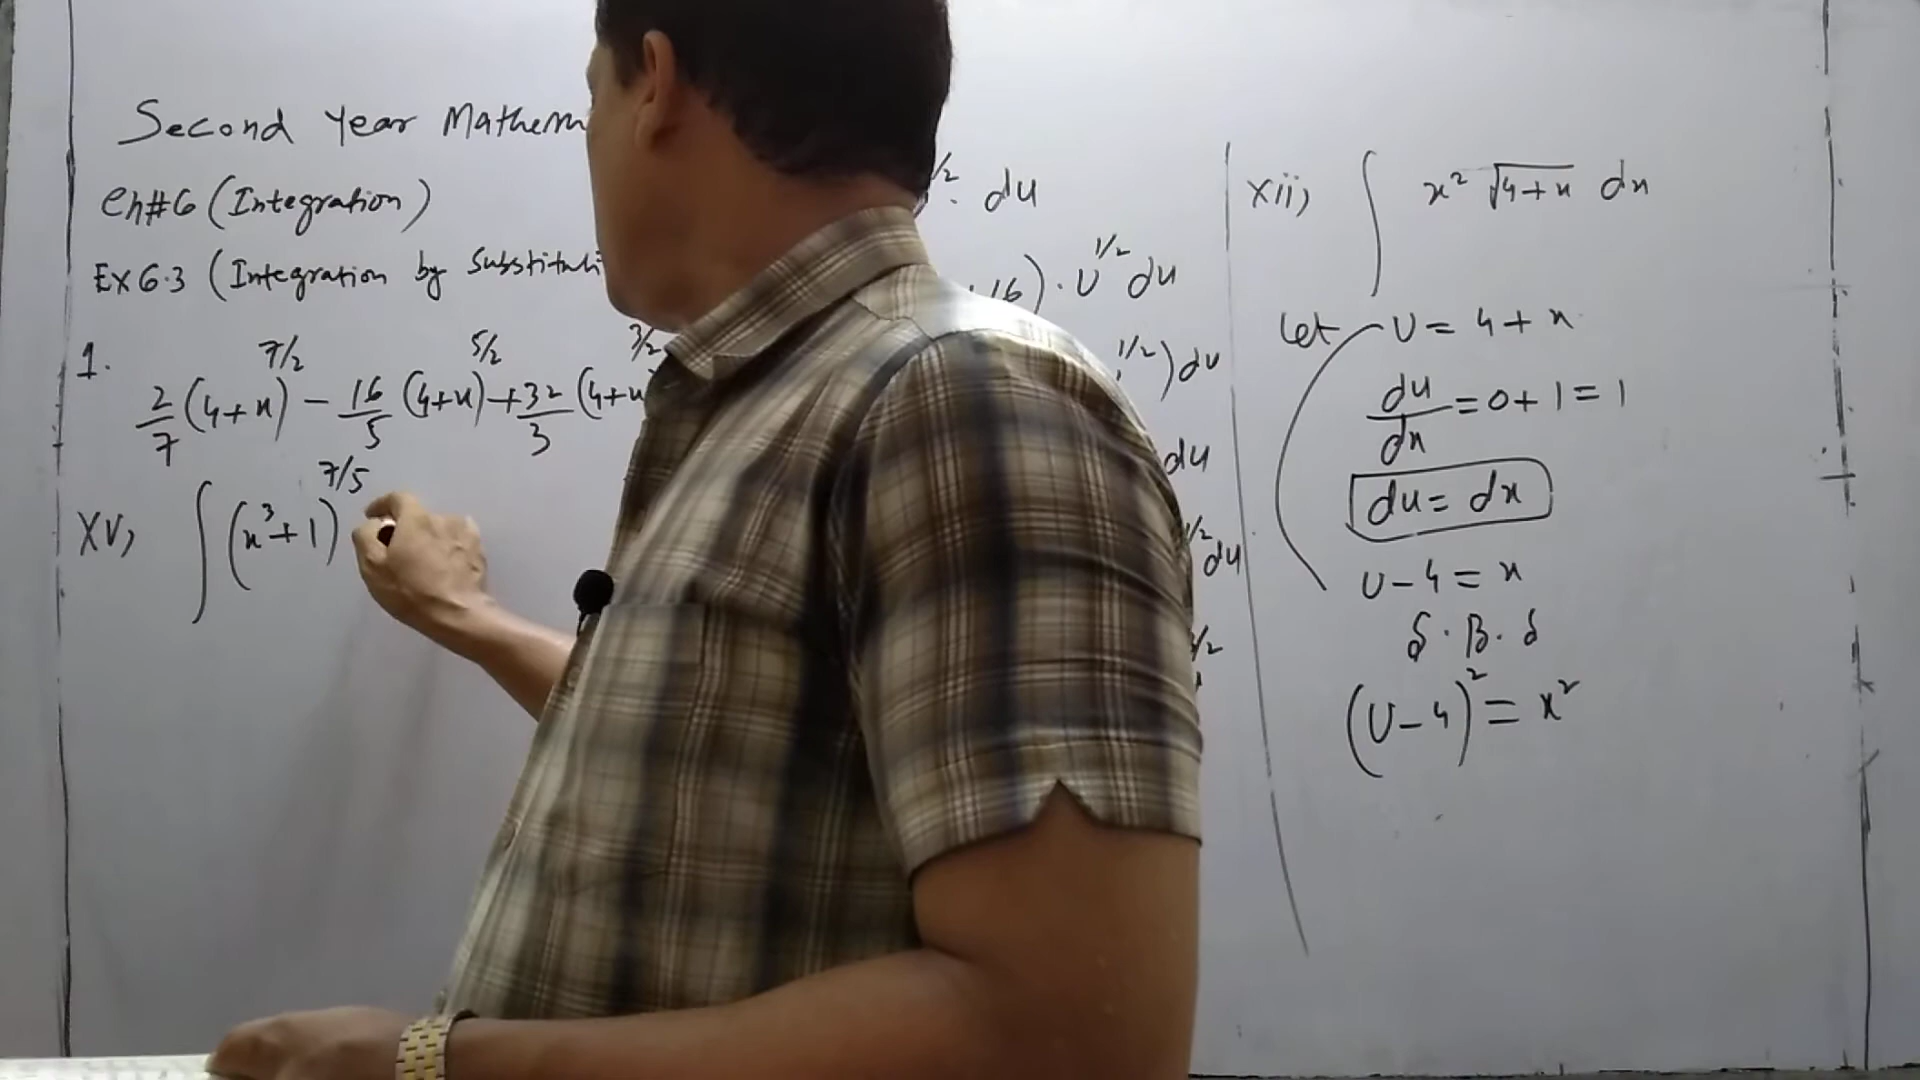 Second Year Mathem
Ch#6 (Integration)
EX 6.3 (Integration by Substituti
1.
2/7 (4+x)^7/2 - 16/5 (4+x)^5/2 + 32/3 (4+x)^3/2
XV, ∫ (x³+1)^7/5
du
16) · U^1/2 du
1/2) du
du
1/2 du
3/2
Xii, ∫ x² √4+x dx
let U = 4+x
du/dx = 0+1 = 1
du = dx
U-4 = x
S.B.S
(U-4)² = x²